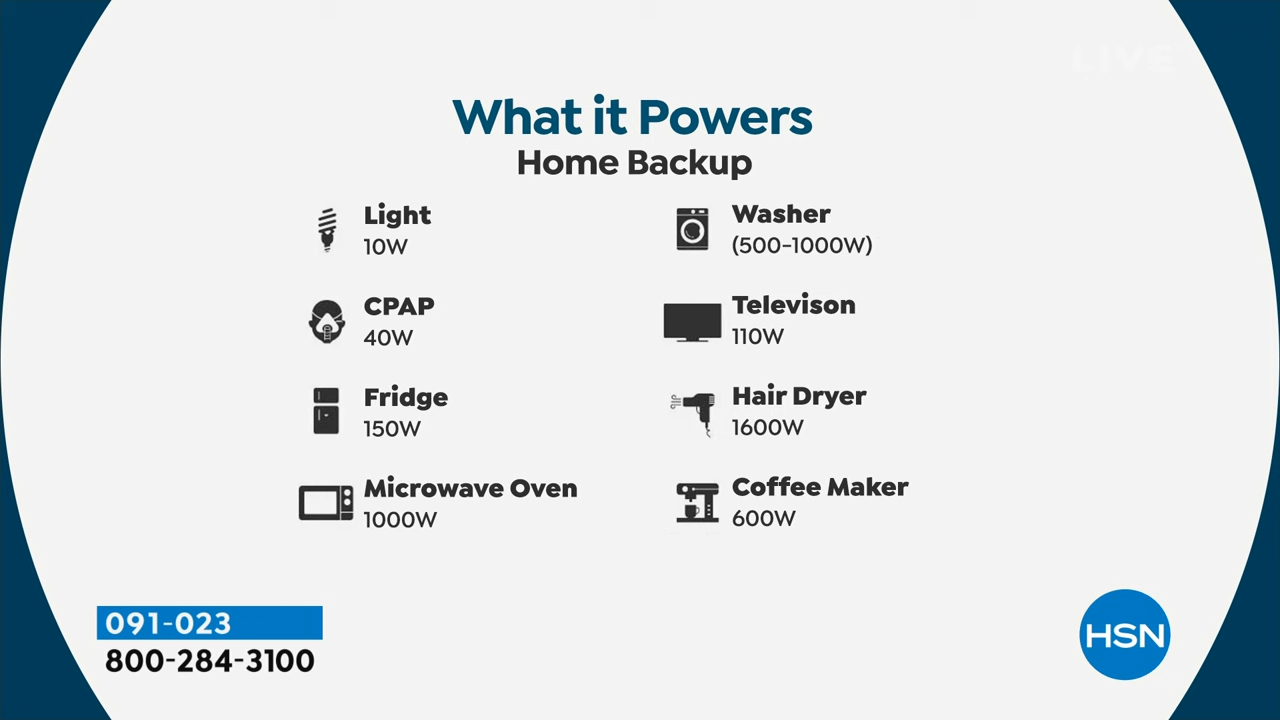 LIVE
What it Powers
Home Backup
Light
10W
CPAP
40W
Fridge
150W
Microwave Oven
1000W
Washer
(500-1000W)
Televison
110W
Hair Dryer
1600W
Coffee Maker
600W
091-023
800-284-3100
HSN